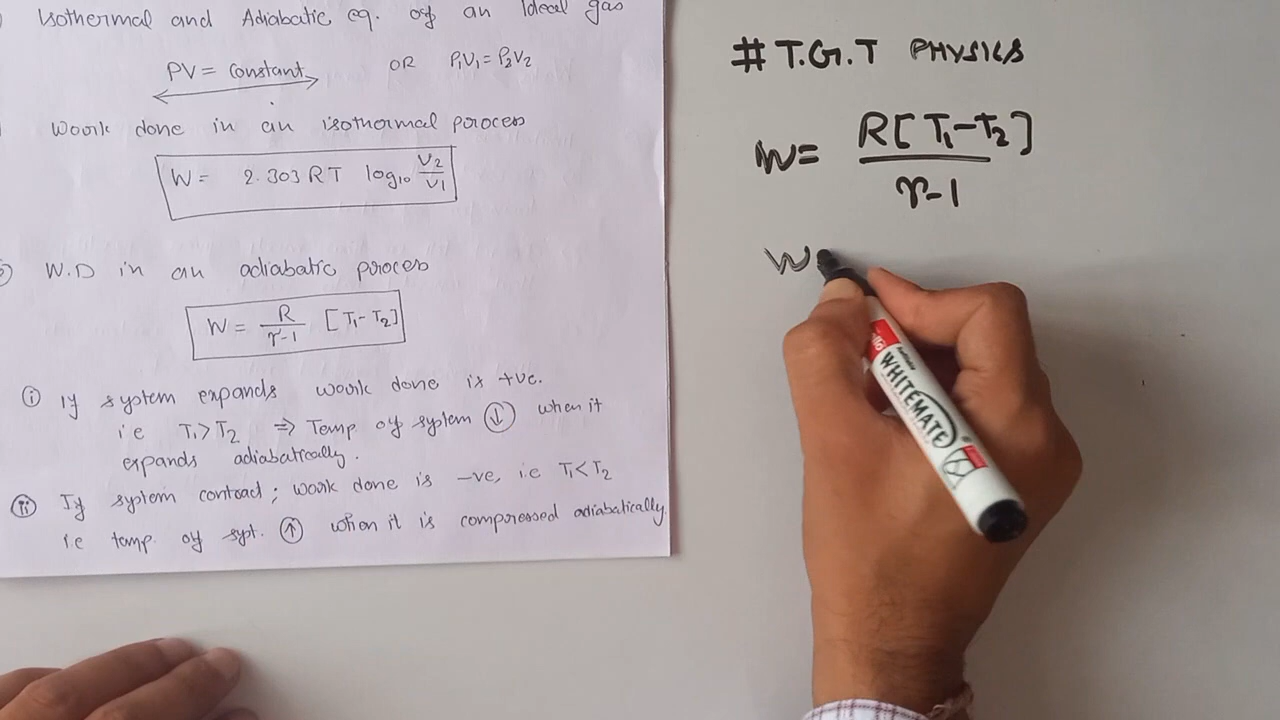 Isothermal and Adiabatic eq. of an Ideal gas
PV = Constant OR P₁V₁ = P₂V₂
Work done in an isothermal process
W = 2.303 RT log₁₀ V₂/V₁
W.D in an adiabatic process
W = R/γ-1 [T₁-T₂]
(i) If system expands work done is +ve.
i.e T₁>T₂ ⇒ Temp of system (↓) when it
expands adiabatically.
(ii) If system contract; work done is -ve, i.e T₁<T₂
i.e temp. of syst. (↑) when it is compressed adiabatically.
# T.G.T PHYSICS
W = R[T₁-T₂]/γ-1
W
WHITEMATE